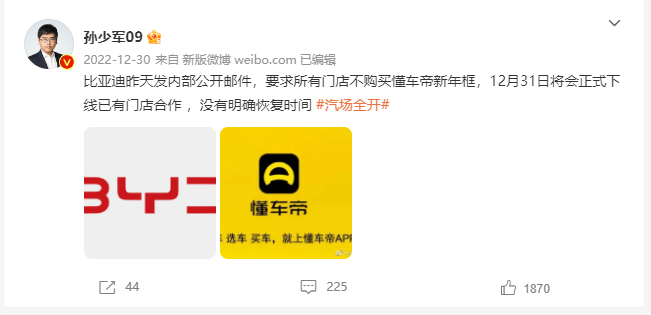 孙少军09
2022-12-30 来自 新版微博 weibo.com 已编辑
比亚迪昨天发内部公开邮件，要求所有门店不购买懂车帝新年框，12月31日将会正式下
线已有门店合作 ，没有明确恢复时间 #汽场全开#
BYD
懂车帝
选车 买车，就上懂车帝APP
44
225
1870